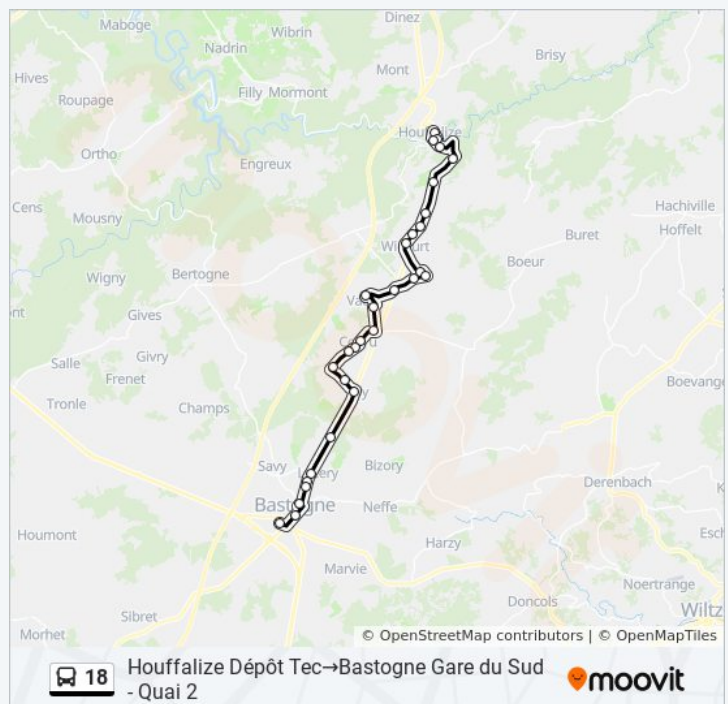 Dinez
Maboge
Wibrin
Nadrin
Brisy
Mont
Hives
Filly Mormont
Roupage
Houffalize
Ortho
Engreux
Hachiville
Cens
Mousny
Hoffelt
Buret
Bertogne
Boeur
Wigny
Gives
Givry
Salle
Frenet
Boevange
Tronle
Champs
Savy
Bizory
Derenbach
Bastogne
Neffe
Houmont
Harzy
Marvie
Noertrange
Doncols
Sibret
Wiltz
Morhet
© OpenStreetMap contributors | © OpenMapTiles
18
Houffalize Dépôt Tec→Bastogne Gare du Sud
- Quai 2
moovit